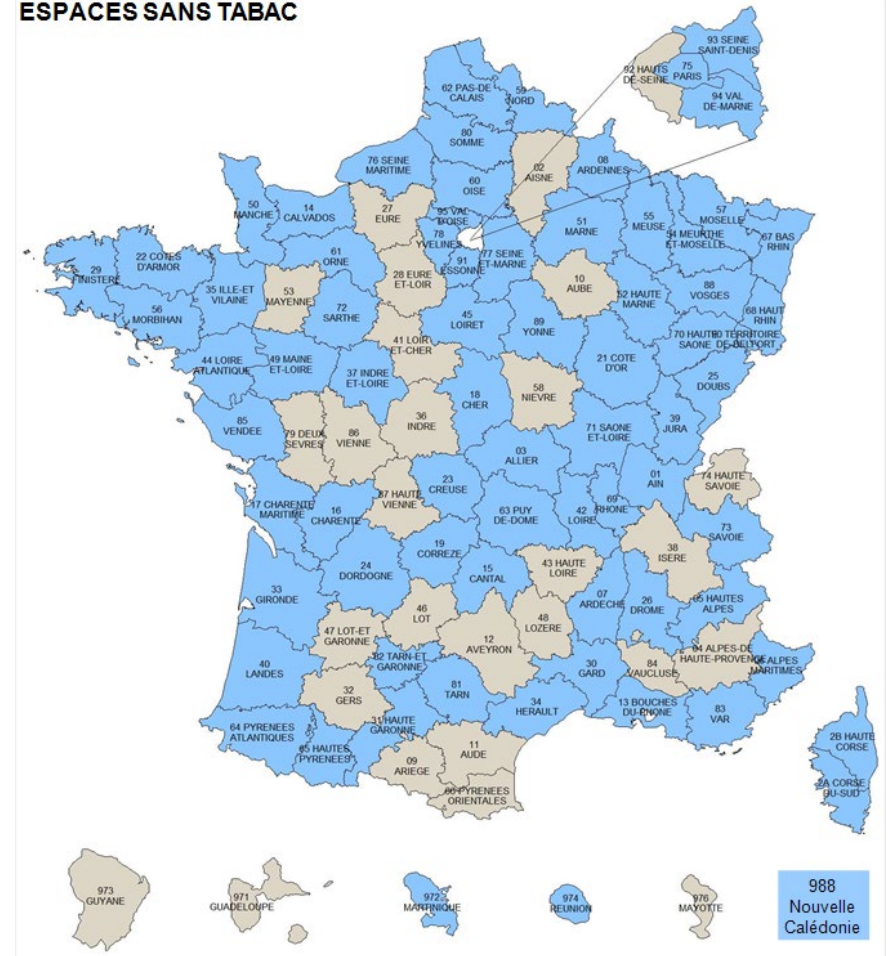 ESPACES SANS TABAC
93 SEINE
SAINT-DENIS
92 HAUTS
DE-SEINE
75
PARIS
94 VAL
DE-MARNE
62 PAS-DE
CALAIS
59
NORD
80
SOMME
76 SEINE
MARITIME
60
OISE
02
AISNE
08
ARDENNES
50
MANCHE
14
CALVADOS
27
EURE
95 VAL
D'OISE
78
YVELINES
91
ESSONNE
77 SEINE
ET-MARNE
51
MARNE
55
MEUSE
57
MOSELLE
54 MEURTHE
ET-MOSELLE
67 BAS
RHIN
61
ORNE
28 EURE
ET-LOIR
10
AUBE
52 HAUTE
MARNE
88
VOSGES
68 HAUT
RHIN
29
FINISTERE
22 COTES
D'ARMOR
56
MORBIHAN
35 ILLE-ET
VILAINE
53
MAYENNE
72
SARTHE
41 LOIR
ET-CHER
45
LOIRET
89
YONNE
70 HAUTE
SAONE
90 TERRITOIRE
DE-BELFORT
44 LOIRE
ATLANTIQUE
49 MAINE
ET-LOIRE
37 INDRE
ET-LOIRE
18
CHER
58
NIEVRE
21 COTE
D'OR
25
DOUBS
85
VENDEE
79 DEUX
SEVRES
86
VIENNE
36
INDRE
03
ALLIER
71 SAONE
ET-LOIRE
39
JURA
17 CHARENTE
MARITIME
16
CHARENTE
87 HAUTE
VIENNE
23
CREUSE
63 PUY
DE-DOME
42
LOIRE
69
RHONE
01
AIN
74 HAUTE
SAVOIE
73
SAVOIE
33
GIRONDE
24
DORDOGNE
19
CORREZE
15
CANTAL
43 HAUTE
LOIRE
07
ARDECHE
26
DROME
38
ISERE
05 HAUTES
ALPES
47 LOT-ET
GARONNE
46
LOT
12
AVEYRON
48
LOZERE
40
LANDES
32
GERS
82 TARN-ET
GARONNE
81
TARN
30
GARD
84
VAUCLUSE
04 ALPES-DE
HAUTE-PROVENCE
06 ALPES
MARITIMES
64 PYRENEES
ATLANTIQUES
65 HAUTES
PYRENEES
31 HAUTE
GARONNE
34
HERAULT
13 BOUCHES
DU-RHONE
83
VAR
09
ARIEGE
11
AUDE
66 PYRENEES
ORIENTALES
2B HAUTE
CORSE
2A CORSE
DU-SUD
973
GUYANE
971
GUADELOUPE
972
MARTINIQUE
974
REUNION
976
MAYOTTE
988
Nouvelle
Calédonie